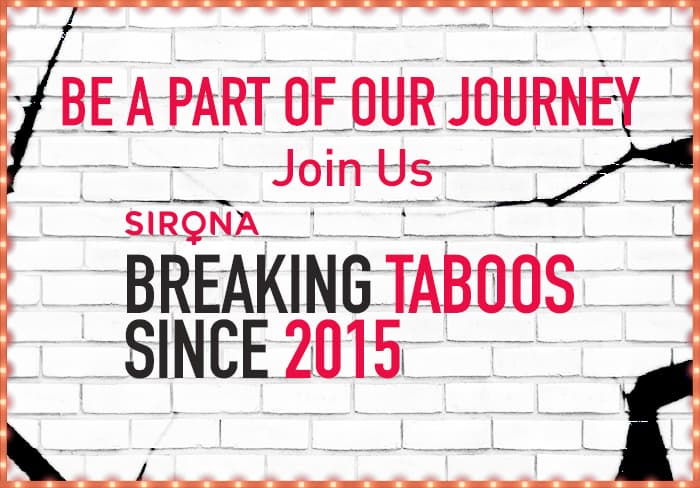 BE A PART OF OUR JOURNEY
Join Us
SIRONA
BREAKING TABOOS
SINCE 2015